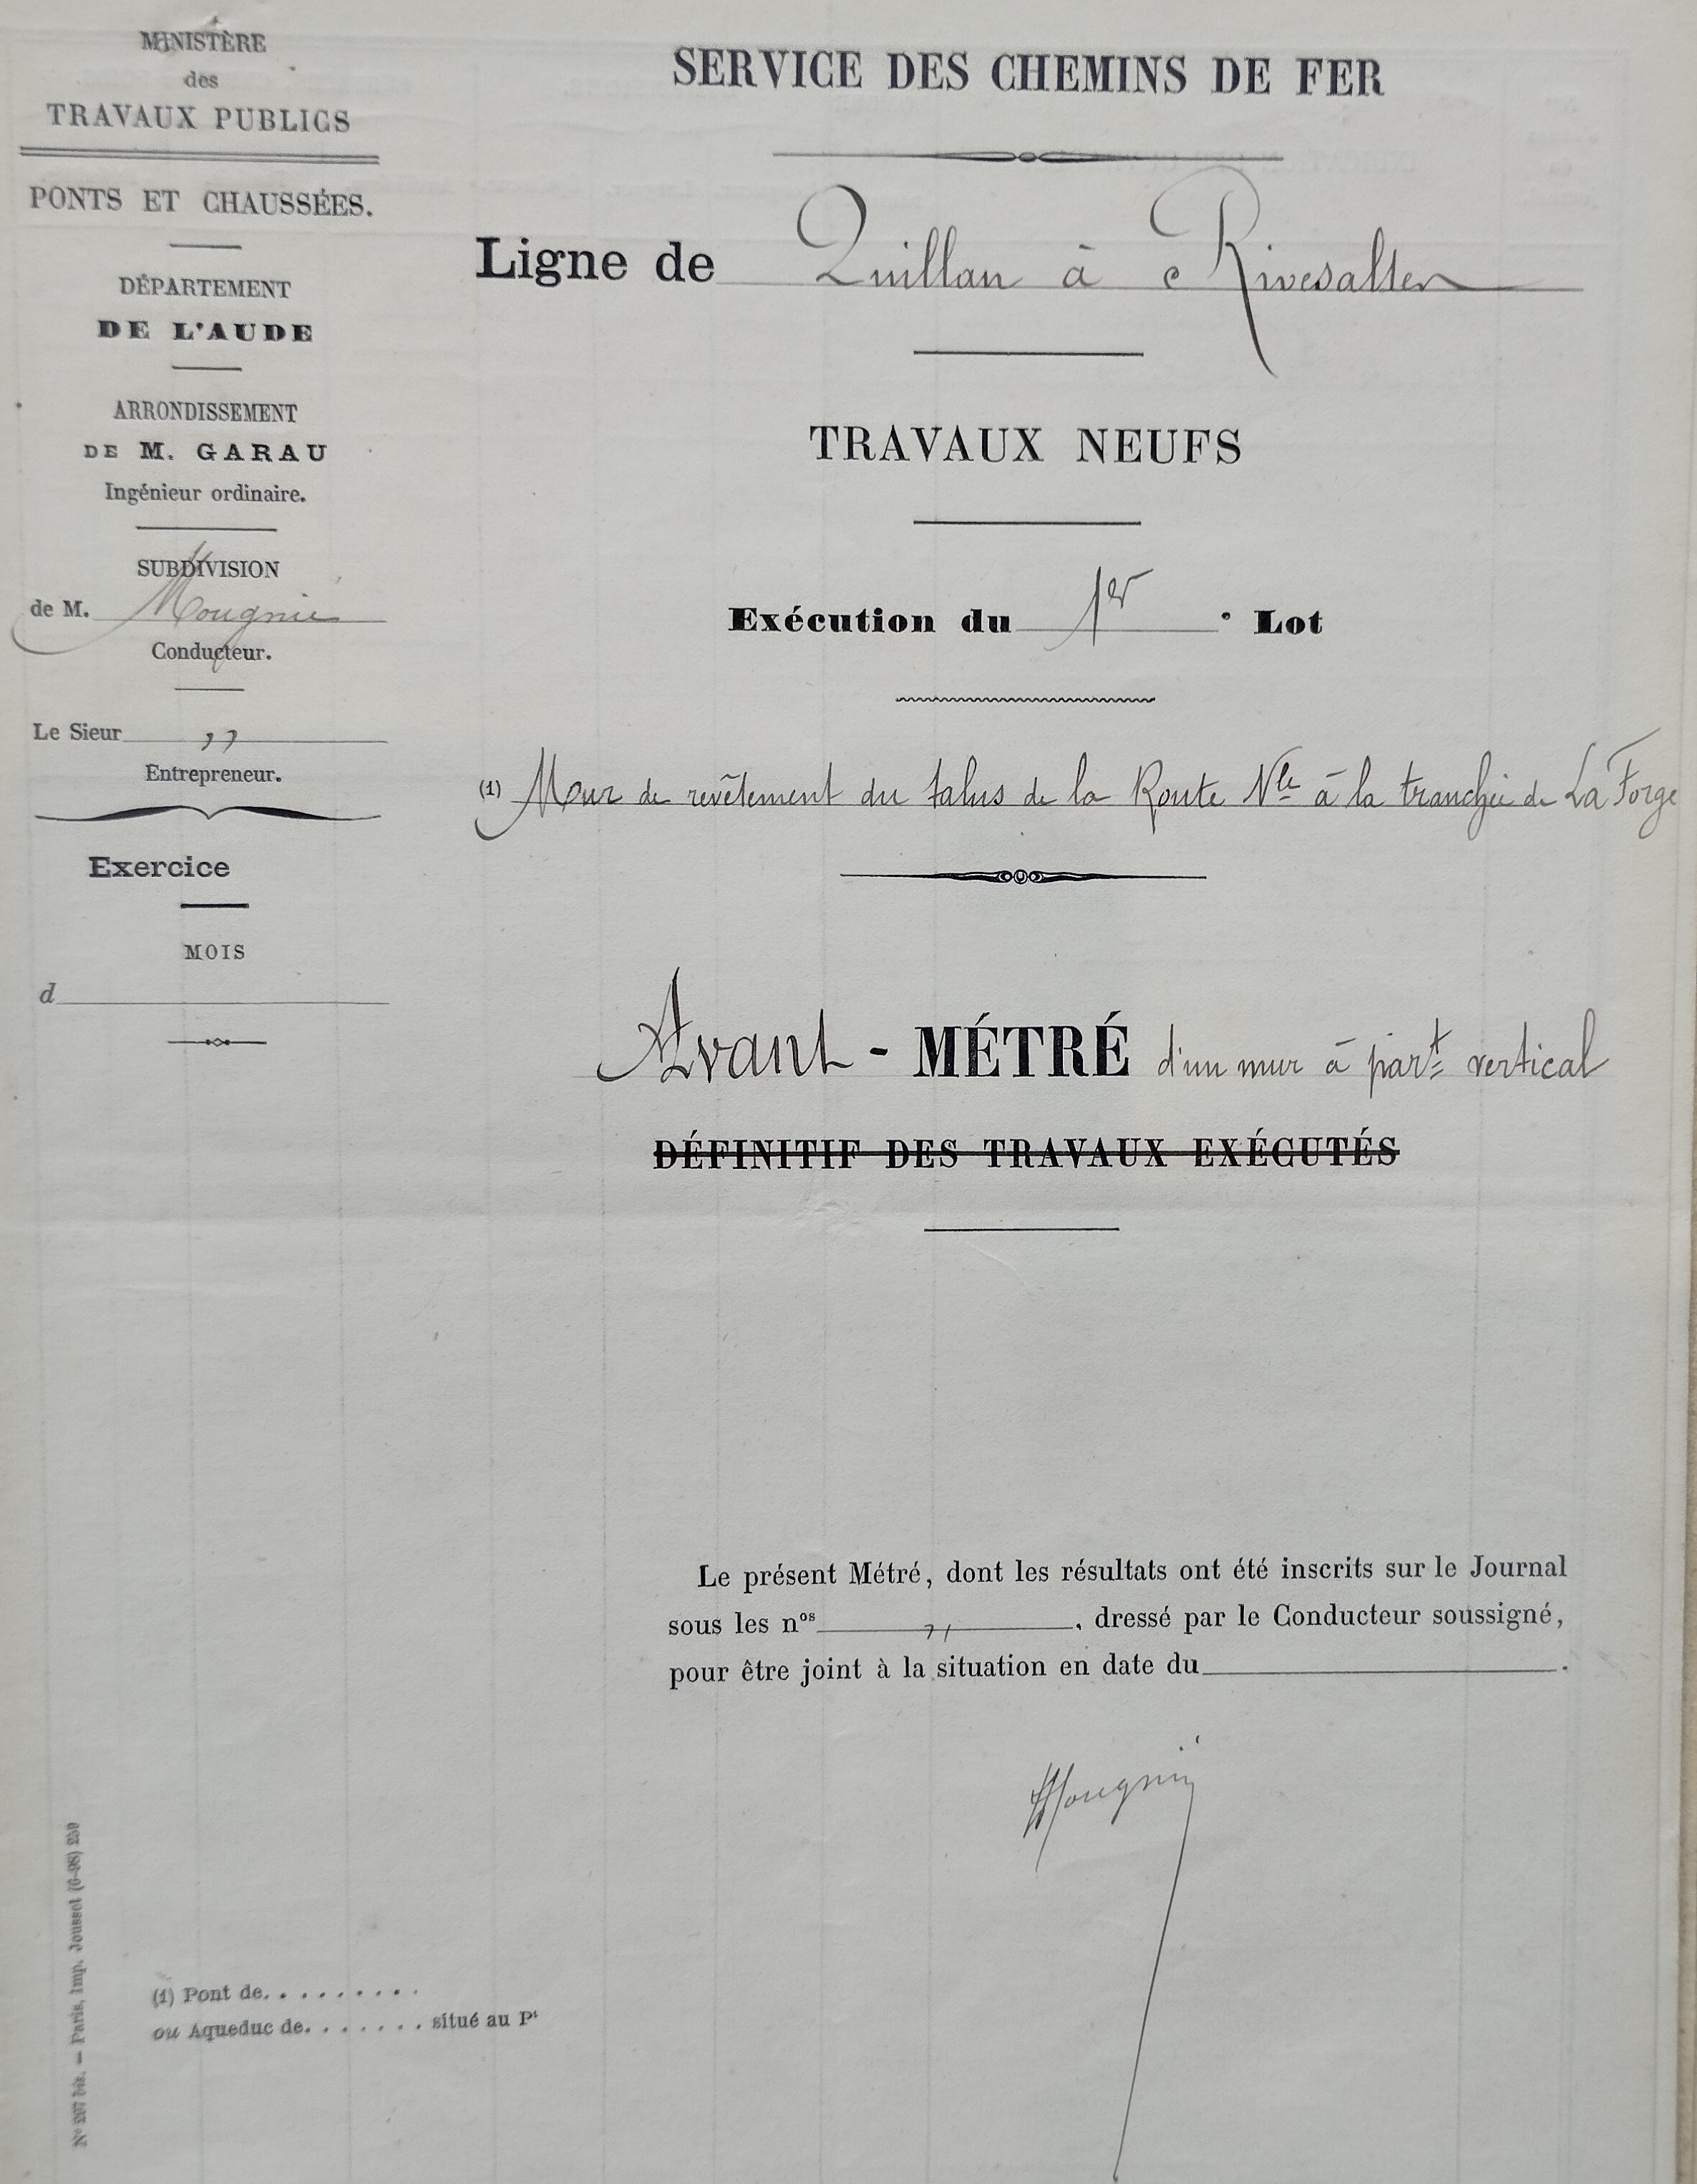 MINISTÈRE
des
TRAVAUX PUBLICS
PONTS ET CHAUSSÉES.
DÉPARTEMENT
DE L'AUDE
ARRONDISSEMENT
DE M. GARAU
Ingénieur ordinaire.
SUBDIVISION
de M. Mougnie
Conducteur.
Le Sieur "
Entrepreneur.
Exercice
MOIS
d
SERVICE DES CHEMINS DE FER
Ligne de Quillan à Rivesaltes
TRAVAUX NEUFS
Exécution du 1er Lot
(1) Mur de revêtement du talus de la Route Nle à la tranchée de La Forge
Avant - MÉTRÉ d'un mur à part vertical
DÉFINITIF DES TRAVAUX EXÉCUTÉS
Le présent Métré, dont les résultats ont été inscrits sur le Journal
sous les nos " , dressé par le Conducteur soussigné,
pour être joint à la situation en date du .
Mougnie
(1) Pont de. . . . . . . . .
ou Aqueduc de. . . . . . . situé au Pt
N° 207 bis. — Paris, Imp. Jousset (6-98) 259